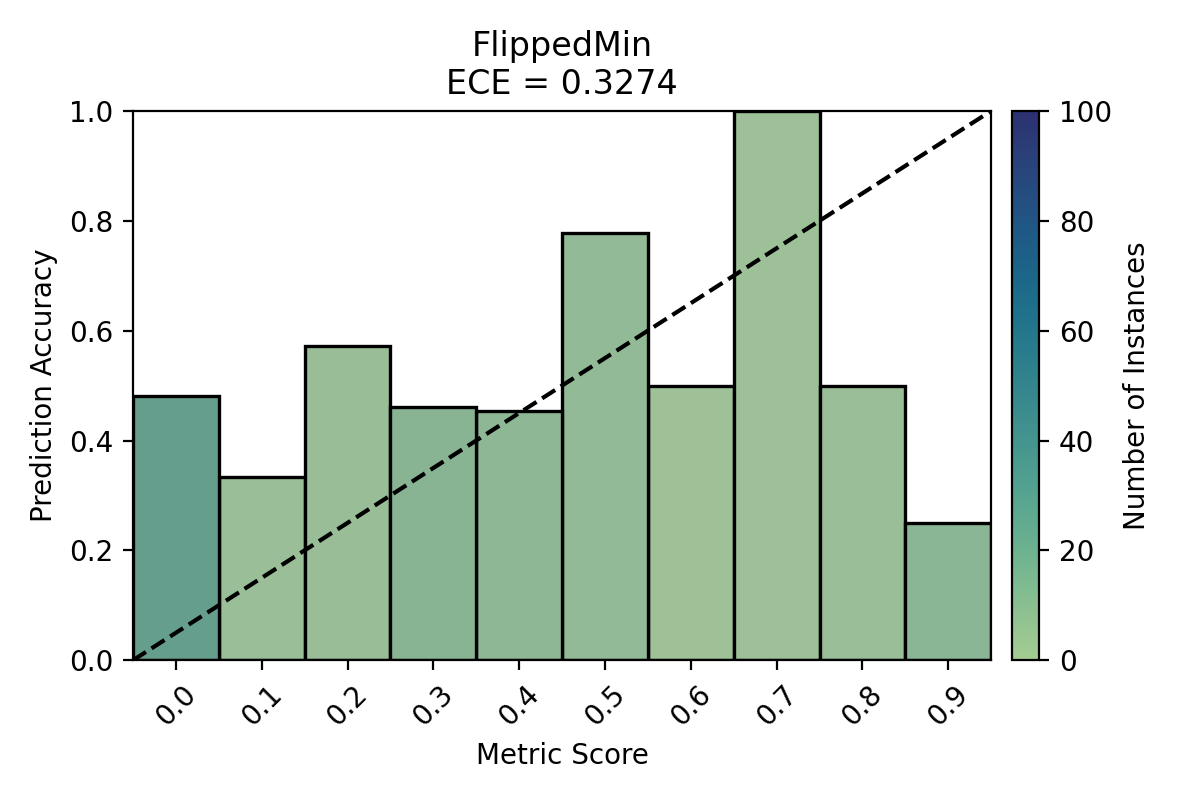 FlippedMin
ECE = 0.3274
Prediction Accuracy
1.0
0.8
0.6
0.4
0.2
0.0
0.0 0.1 0.2 0.3 0.4 0.5 0.6 0.7 0.8 0.9
Metric Score
100
80
60
40
20
0
Number of Instances